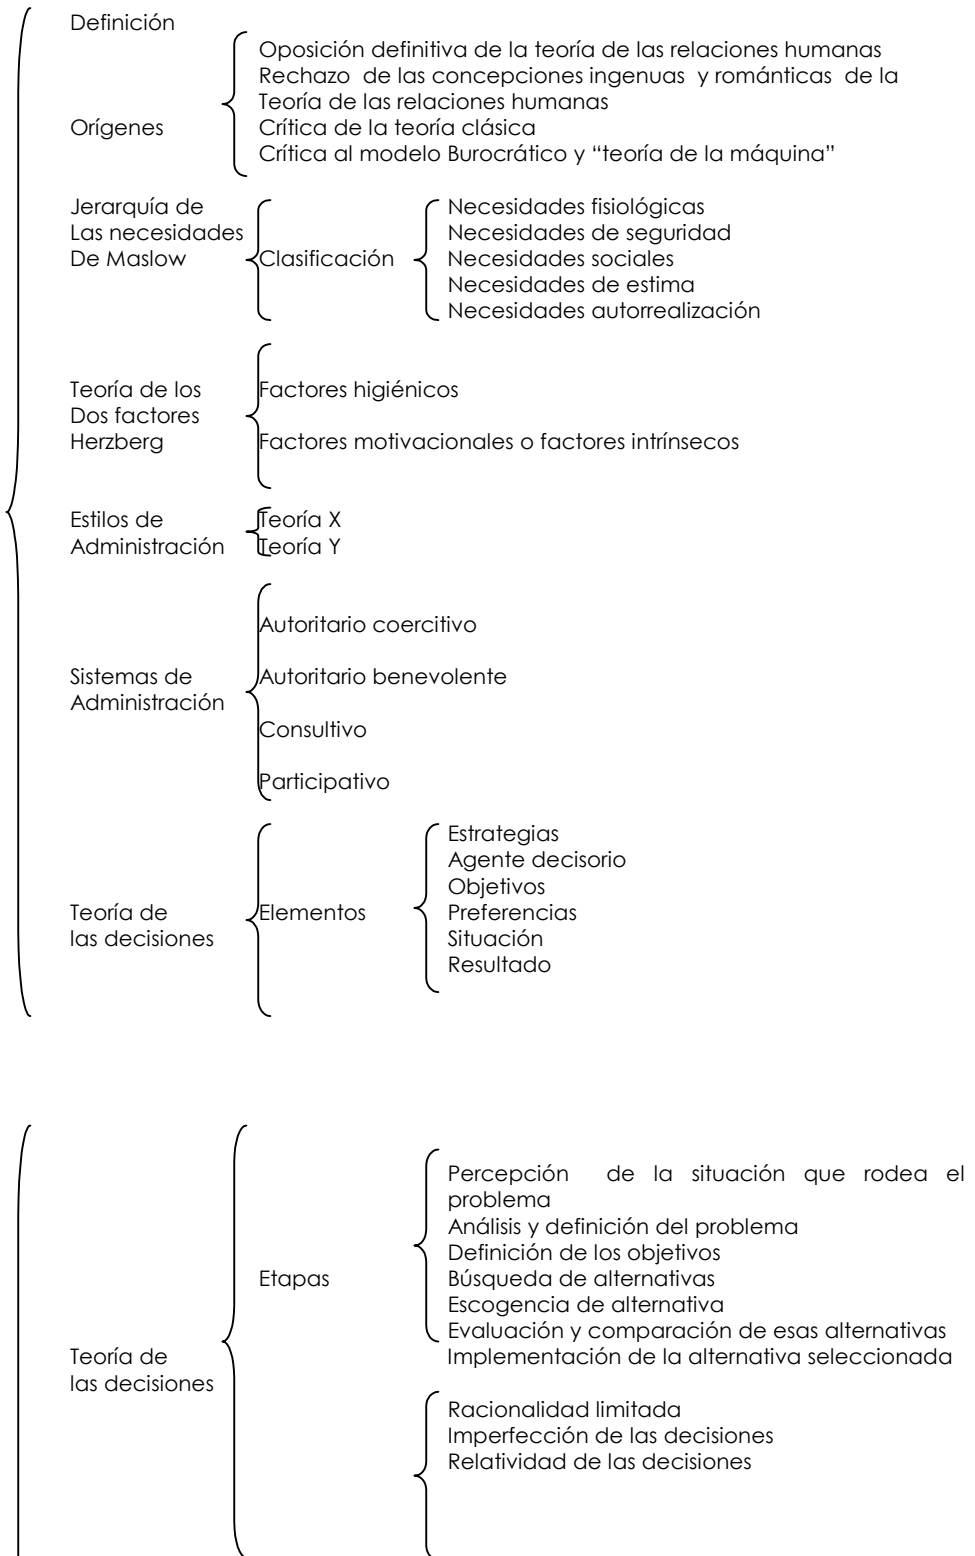 Definición
Oposición definitiva de la teoría de las relaciones humanas
Rechazo de las concepciones ingenuas y románticas de la
Teoría de las relaciones humanas
Orígenes
Crítica de la teoría clásica
Crítica al modelo Burocrático y “teoría de la máquina”
Jerarquía de
Las necesidades
De Maslow
Clasificación
Necesidades fisiológicas
Necesidades de seguridad
Necesidades sociales
Necesidades de estima
Necesidades autorrealización
Teoría de los
Dos factores
Herzberg
Factores higiénicos
Factores motivacionales o factores intrínsecos
Estilos de
Administración
Teoría X
Teoría Y
Sistemas de
Administración
Autoritario coercitivo
Autoritario benevolente
Consultivo
Participativo
Teoría de
las decisiones
Elementos
Estrategias
Agente decisorio
Objetivos
Preferencias
Situación
Resultado
Teoría de
las decisiones
Etapas
Percepción de la situación que rodea el
problema
Análisis y definición del problema
Definición de los objetivos
Búsqueda de alternativas
Escogencia de alternativa
Evaluación y comparación de esas alternativas
Implementación de la alternativa seleccionada
Racionalidad limitada
Imperfección de las decisiones
Relatividad de las decisiones